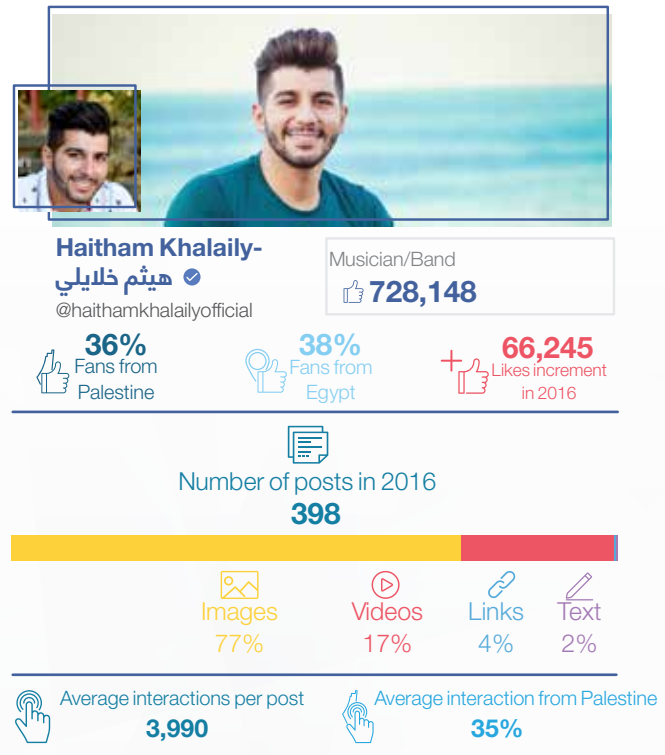 Haitham Khalaily-
هيثم خلايلي
@haithamkhalailyofficial
Musician/Band
728,148
36%
Fans from
Palestine
38%
Fans from
Egypt
66,245
Likes increment
in 2016
Number of posts in 2016
398
Images
77%
Videos
17%
Links
4%
Text
2%
Average interactions per post
3,990
Average interaction from Palestine
35%